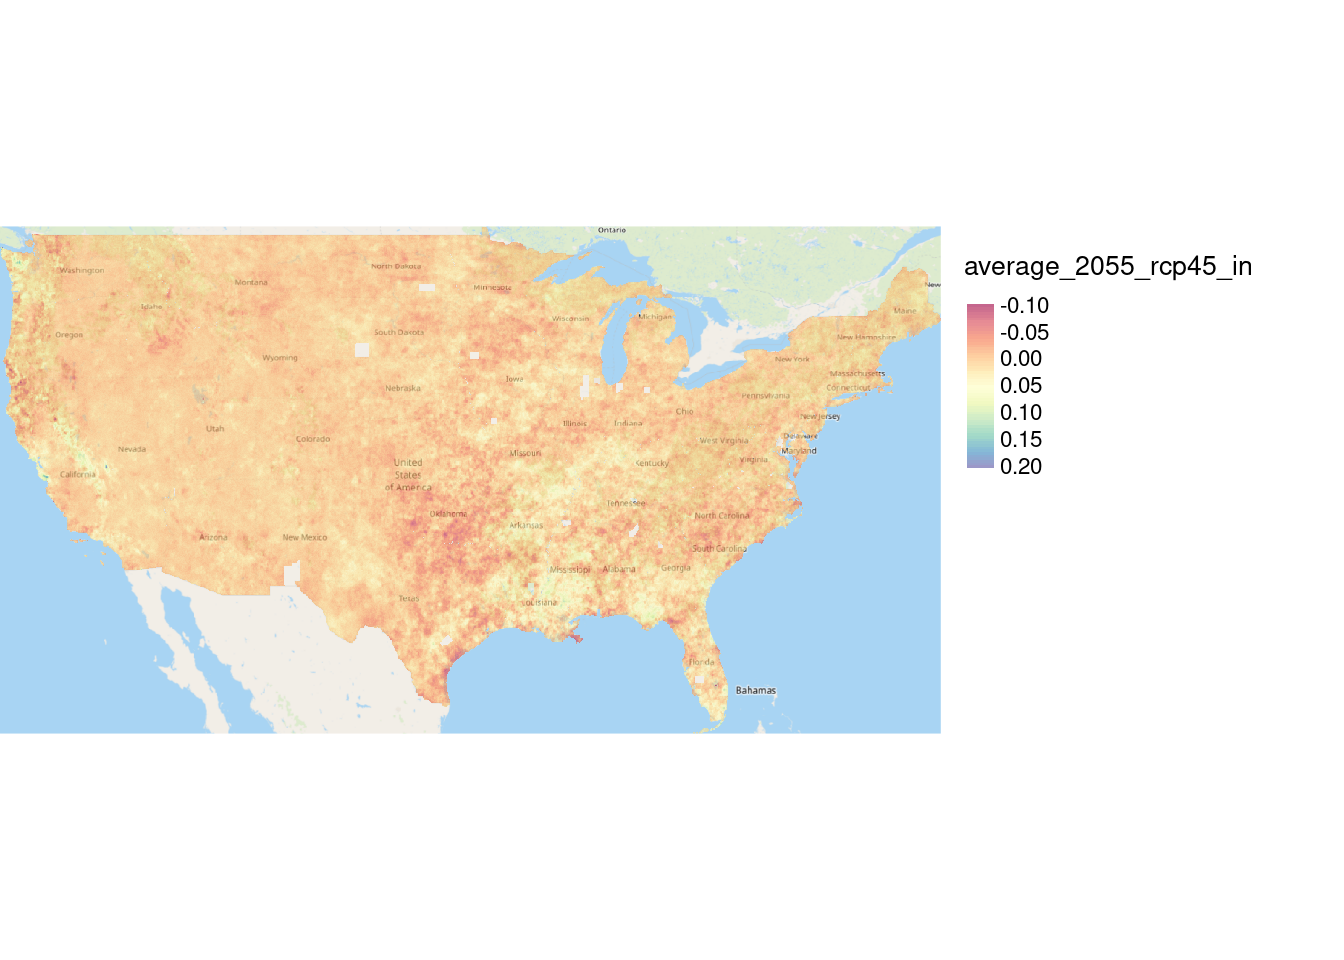 Ontario
Washington
Montana
North Dakota
Minnesota
New
Idaho
Maine
Oregon
South Dakota
Wisconsin
Michigan
New Hampshire
Wyoming
New York
Massachusetts
Iowa
Nebraska
Connecticut
Pennsylvania
Ohio
New Jersey
Utah
Illinois
Indiana
Nevada
Colorado
West Virginia
Delaware
Maryland
Missouri
Kentucky
Virginia
United
States
of America
California
Tennessee
Oklahoma
North Carolina
Arkansas
Arizona
New Mexico
South Carolina
Mississippi
Alabama
Georgia
Texas
Louisiana
Florida
Bahamas
average_2055_rcp45_in
-0.10
-0.05
0.00
0.05
0.10
0.15
0.20